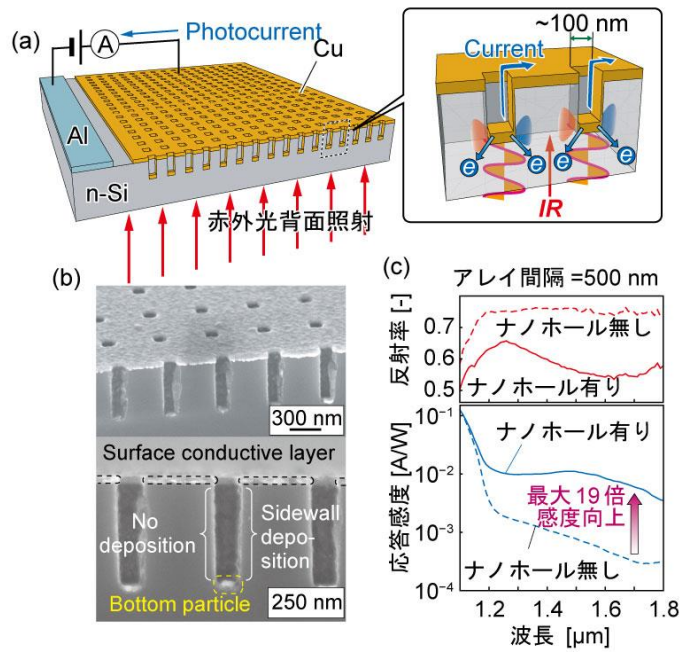 (a)
A
Photocurrent
Cu
Al
n-Si
赤外光背面照射
~100 nm
Current
e
e
e
e
IR
(b)
300 nm
Surface conductive layer
No
deposition
Sidewall
depo-
sition
Bottom particle
250 nm
(c)
アレイ間隔 =500 nm
反射率 [-]
0.7
0.6
0.5
ナノホール無し
ナノホール有り
応答感度 [A/W]
10⁻¹
10⁻²
10⁻³
10⁻⁴
ナノホール有り
最大 19 倍
感度向上
ナノホール無し
1.2
1.4
1.6
1.8
波長 [μm]